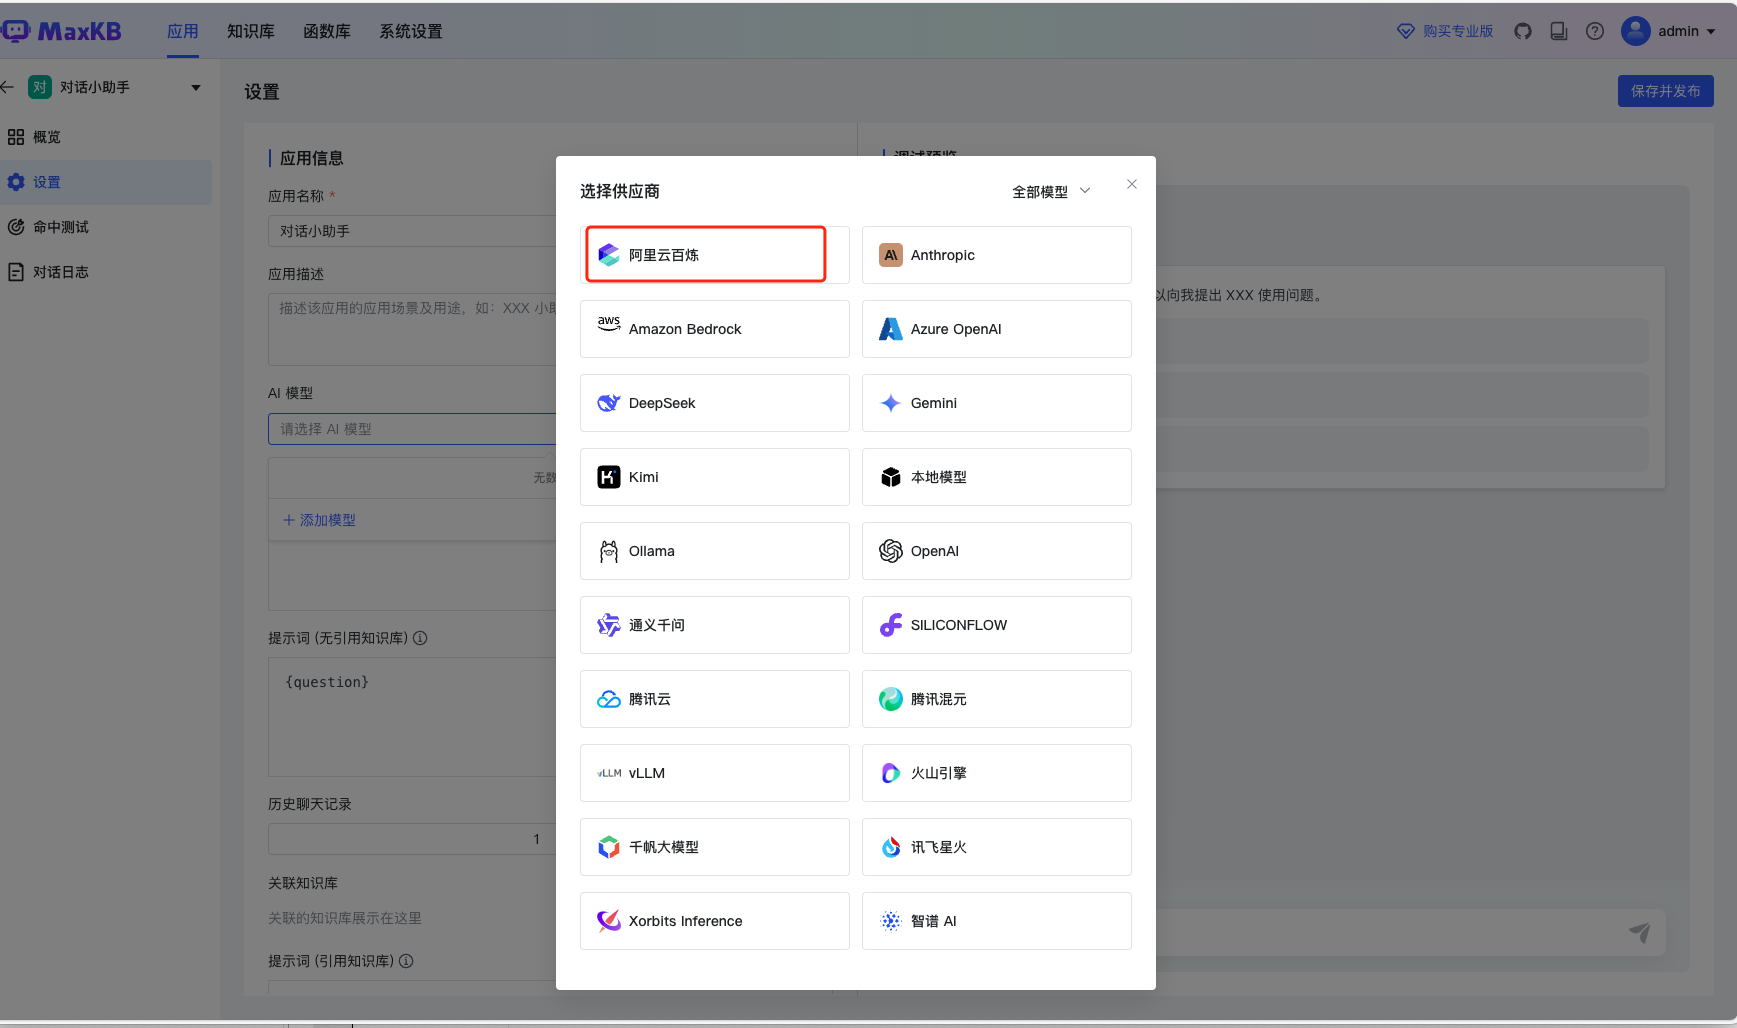 MaxKB
应用 知识库 函数库 系统设置
购买专业版
admin
对 对话小助手
概览
设置
命中测试
对话日志
设置
保存并发布
应用信息
应用名称 *
对话小助手
应用描述
描述该应用的应用场景及用途，如：XXX 小
AI 模型
请选择 AI 模型
无数
添加模型
提示词 (无引用知识库)
{question}
历史聊天记录
1
关联知识库
关联的知识库展示在这里
提示词 (引用知识库)
调试预览
以向我提出 XXX 使用问题。
选择供应商
全部模型
阿里云百炼
Anthropic
aws Amazon Bedrock
Azure OpenAI
DeepSeek
Gemini
Kimi
本地模型
Ollama
OpenAI
通义千问
SILICONFLOW
腾讯云
腾讯混元
vLLM vLLM
火山引擎
千帆大模型
讯飞星火
Xorbits Inference
智谱 AI